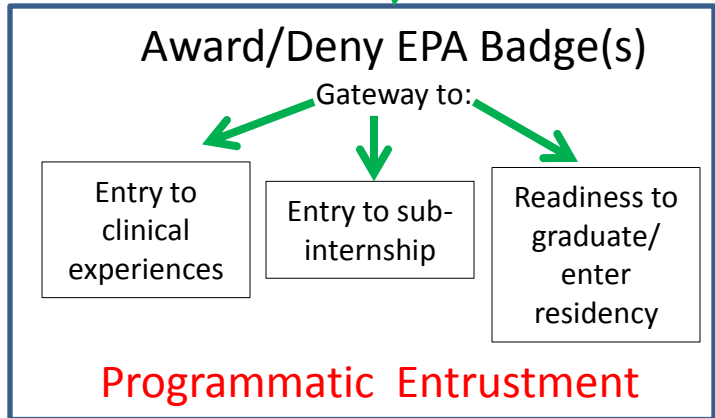 Award/Deny EPA Badge(s)
Gateway to:
Entry to
clinical
experiences
Entry to sub-
internship
Readiness to
graduate/
enter
residency
Programmatic Entrustment